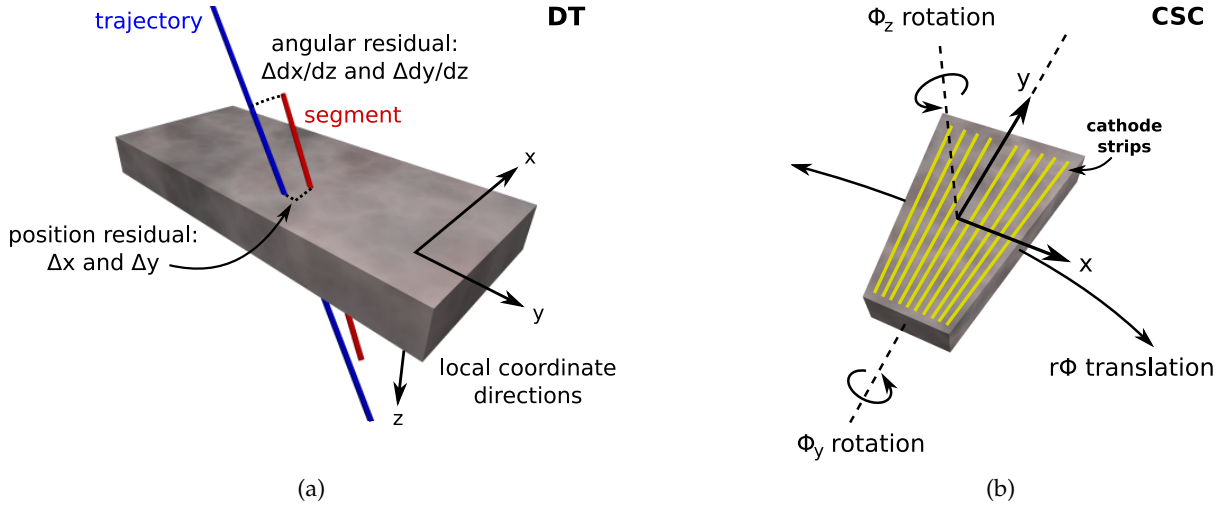 DT
trajectory
angular residual:
Δdx/dz and Δdy/dz
segment
x
position residual:
Δx and Δy
y
local coordinate
directions
z
(a)
Φz rotation
CSC
y
cathode
strips
x
rΦ translation
Φy rotation
(b)